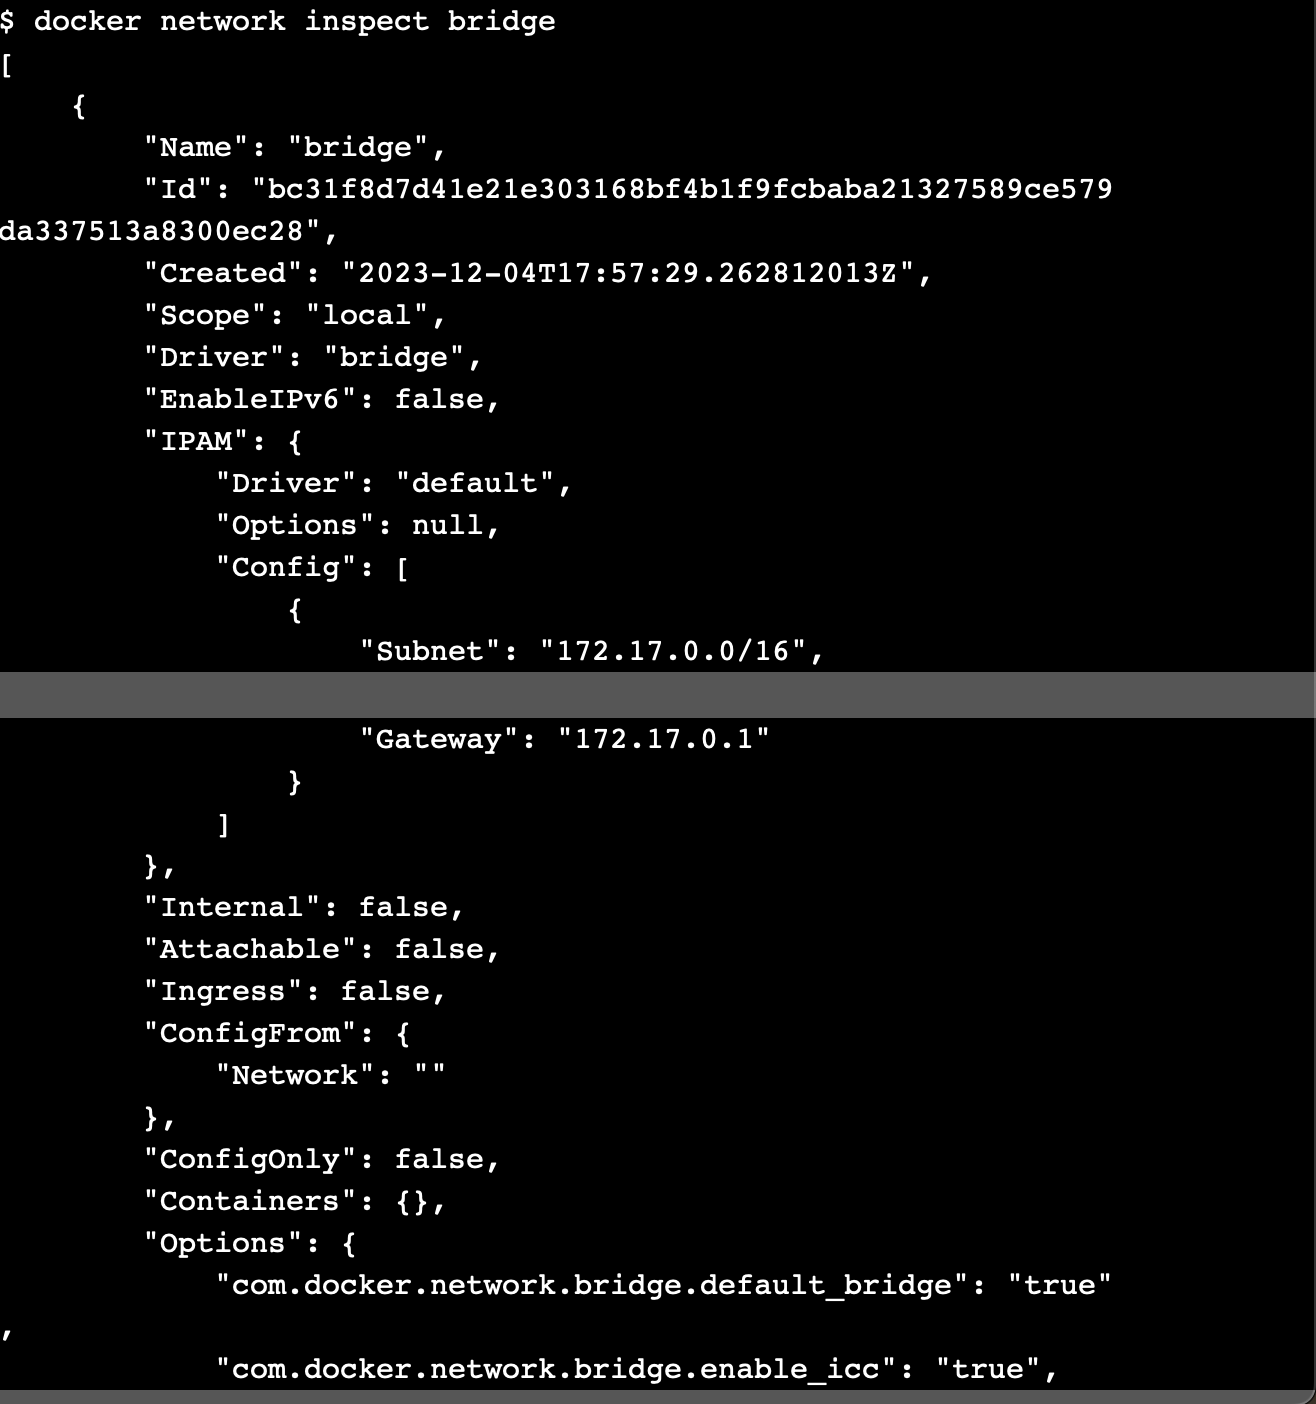 $ docker network inspect bridge
[
    {
        "Name": "bridge",
        "Id": "bc31f8d7d41e21e303168bf4b1f9fcbaba21327589ce579
da337513a8300ec28",
        "Created": "2023-12-04T17:57:29.262812013Z",
        "Scope": "local",
        "Driver": "bridge",
        "EnableIPv6": false,
        "IPAM": {
            "Driver": "default",
            "Options": null,
            "Config": [
                {
                    "Subnet": "172.17.0.0/16",
                    "Gateway": "172.17.0.1"
                }
            ]
        },
        "Internal": false,
        "Attachable": false,
        "Ingress": false,
        "ConfigFrom": {
            "Network": ""
        },
        "ConfigOnly": false,
        "Containers": {},
        "Options": {
            "com.docker.network.bridge.default_bridge": "true"
,
            "com.docker.network.bridge.enable_icc": "true",